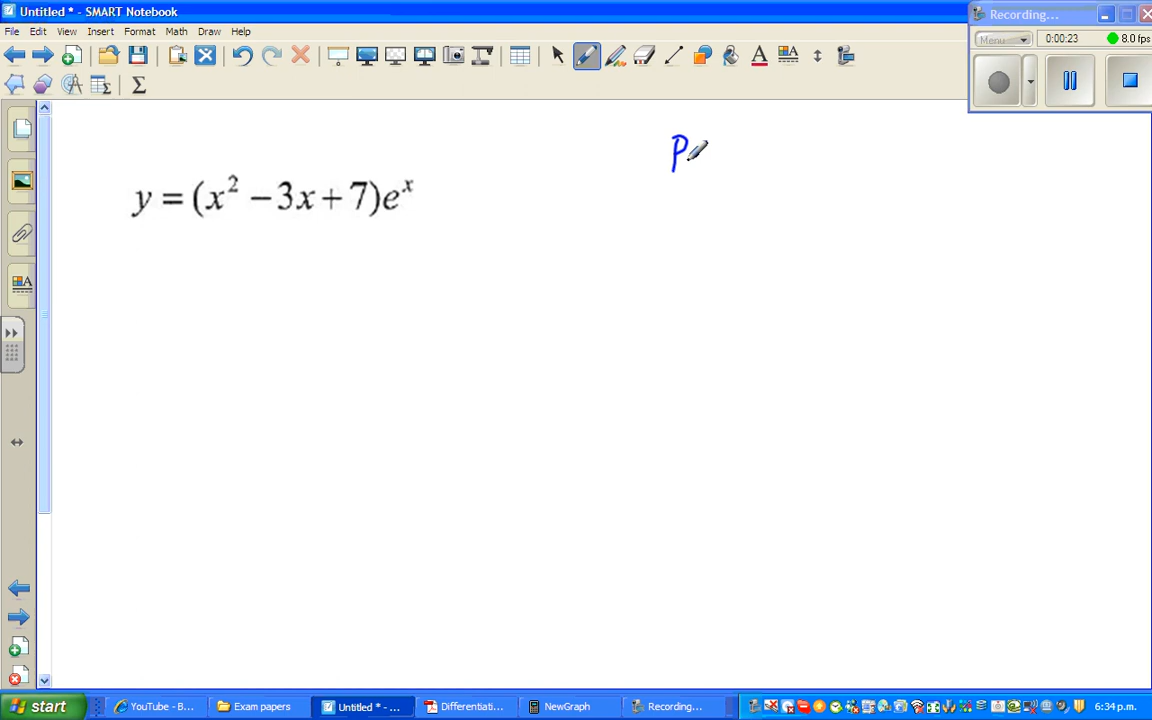 Untitled * - SMART Notebook
Recording...
File Edit View Insert Format Math Draw Help
Menu 0:00:23 8.0 fps
P
y = (x² − 3x + 7)eˣ
start YouTube - B... Exam papers Untitled * - ... Differentiati... NewGraph Recording... 6:34 p.m.